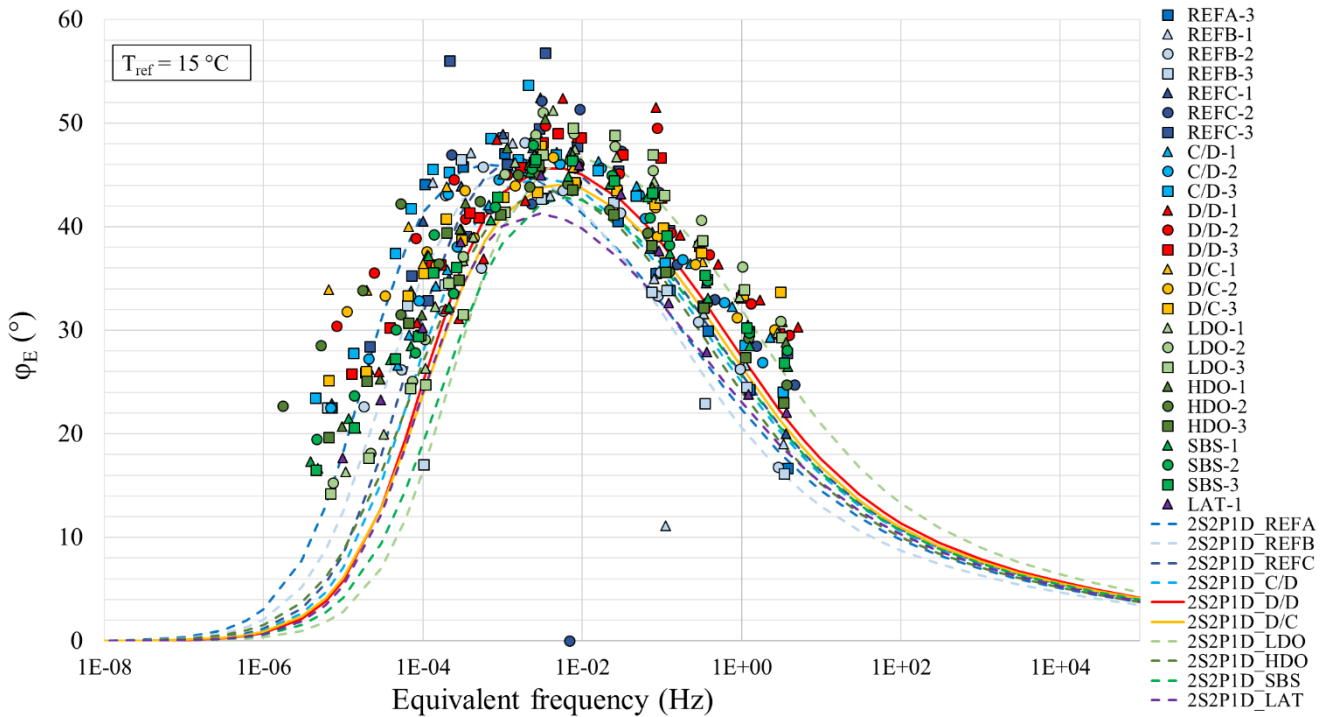 60
50
40
30
20
10
0
φE (°)
Tref = 15 °C
1E-08
1E-06
1E-04
1E-02
1E+00
1E+02
1E+04
Equivalent frequency (Hz)
REFA-3
REFB-1
REFB-2
REFB-3
REFC-1
REFC-2
REFC-3
C/D-1
C/D-2
C/D-3
D/D-1
D/D-2
D/D-3
D/C-1
D/C-2
D/C-3
LDO-1
LDO-2
LDO-3
HDO-1
HDO-2
HDO-3
SBS-1
SBS-2
SBS-3
LAT-1
2S2P1D_REFA
2S2P1D_REFB
2S2P1D_REFC
2S2P1D_C/D
2S2P1D_D/D
2S2P1D_D/C
2S2P1D_LDO
2S2P1D_HDO
2S2P1D_SBS
2S2P1D_LAT